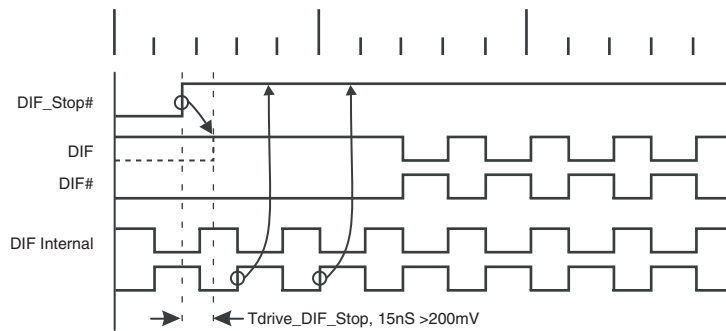 DIF_Stop#
DIF
DIF#
DIF Internal
Tdrive_DIF_Stop, 15nS >200mV